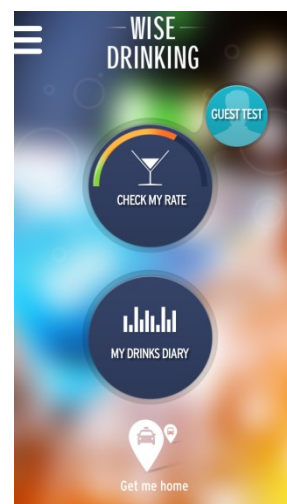 WISE
DRINKING
GUEST TEST
CHECK MY RATE
MY DRINKS DIARY
Get me home